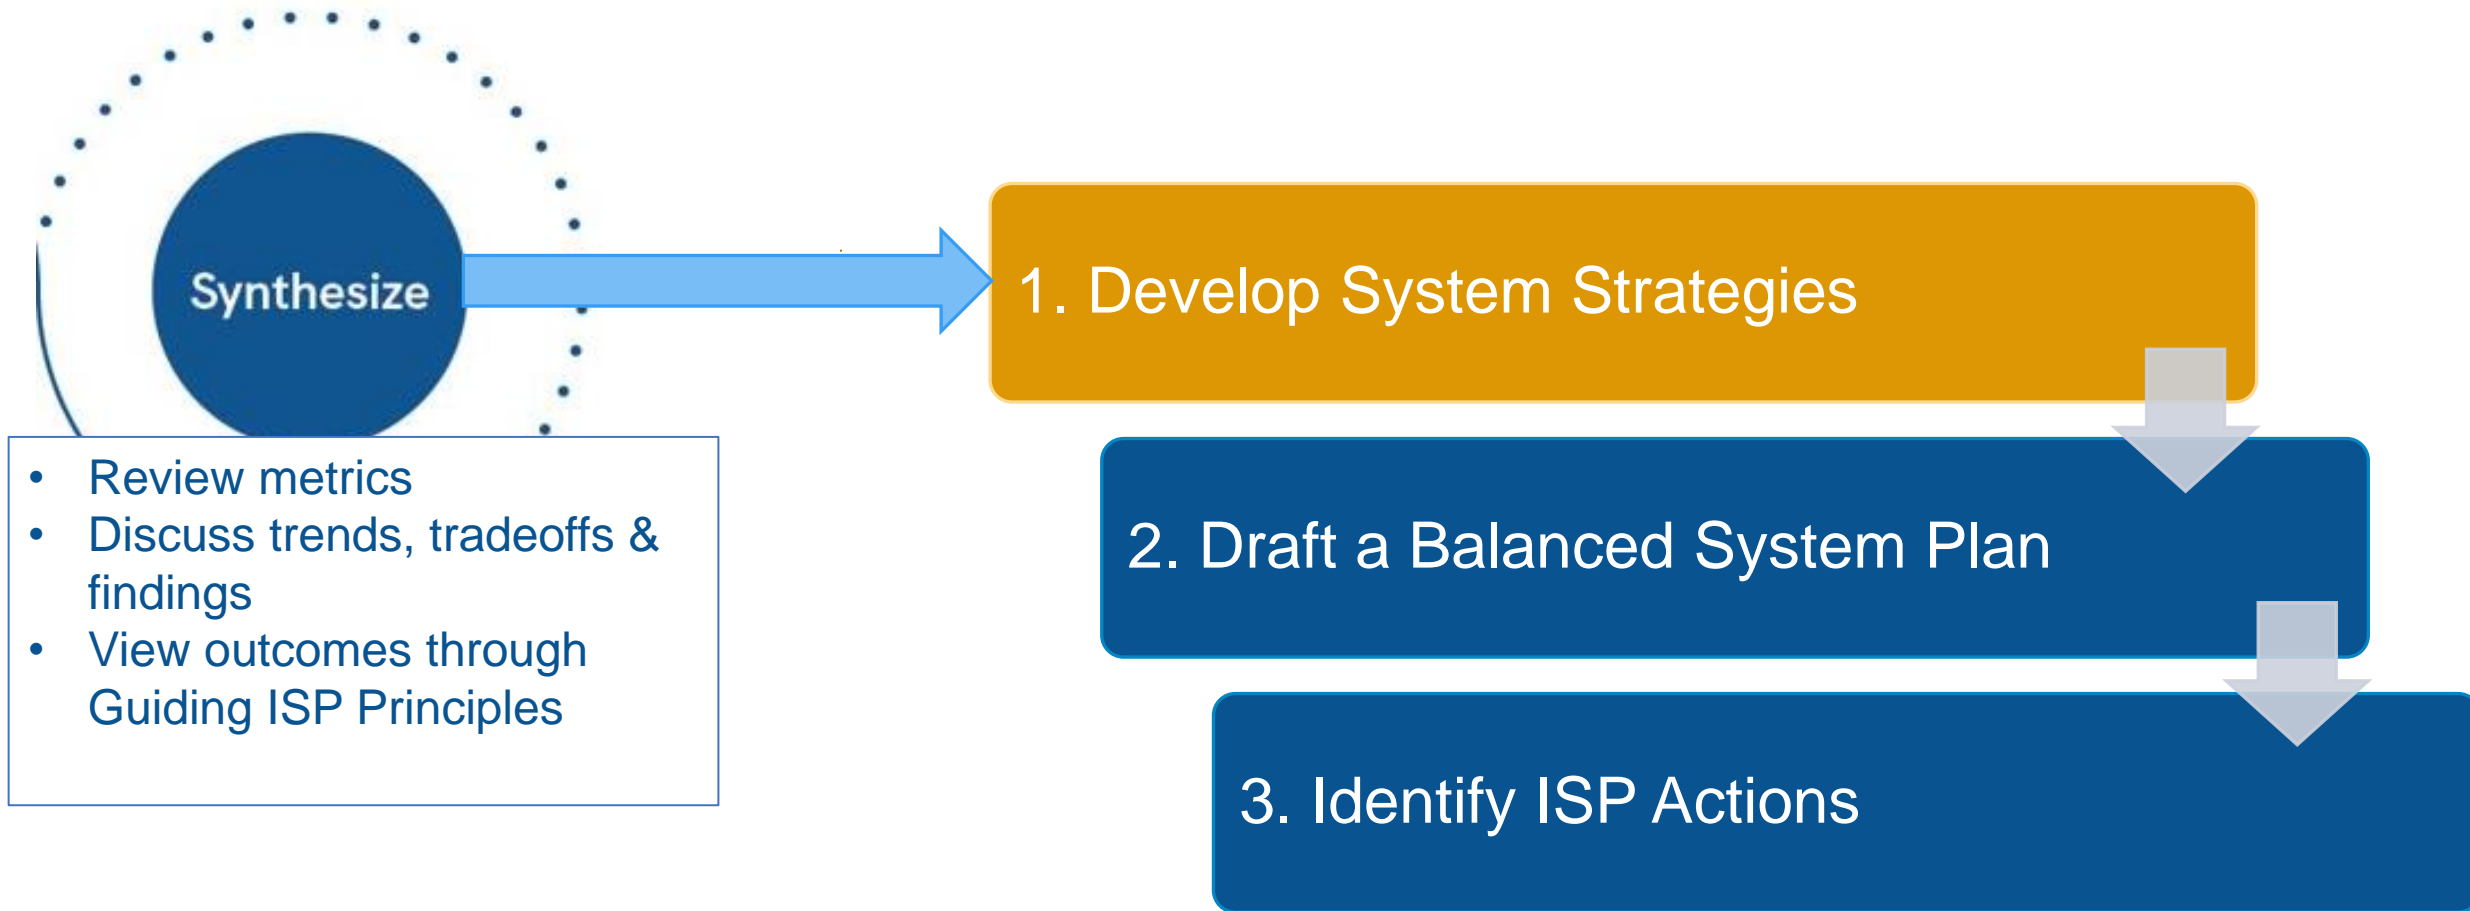 Synthesize
• Review metrics
• Discuss trends, tradeoffs &
findings
• View outcomes through
Guiding ISP Principles
1. Develop System Strategies
2. Draft a Balanced System Plan
3. Identify ISP Actions